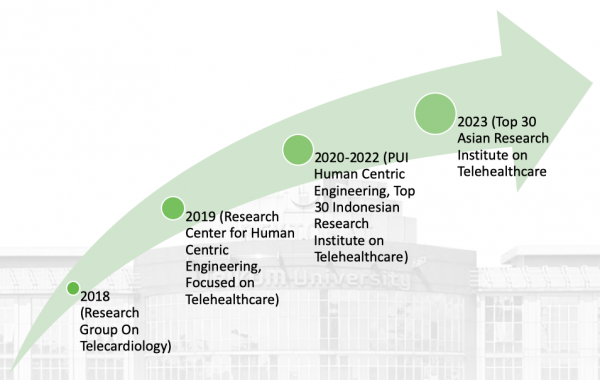 2018
(Research
Group On
Telecardiology)
2019 (Research
Center for Human
Centric
Engineering,
Focused on
Telehealthcare)
2020-2022 (PUI
Human Centric
Engineering, Top
30 Indonesian
Research
Institute on
Telehealthcare)
2023 (Top 30
Asian Research
Institute on
Telehealthcare
University